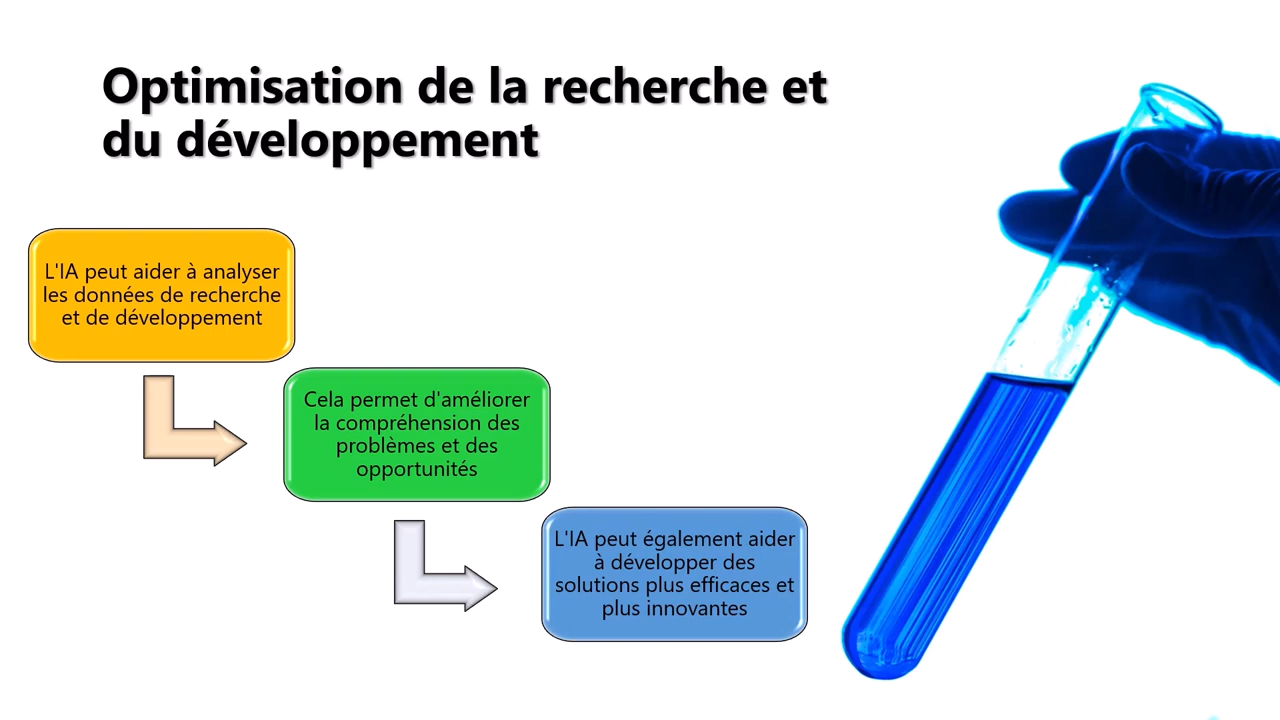 Optimisation de la recherche et
du développement
L'IA peut aider à analyser
les données de recherche
et de développement
Cela permet d'améliorer
la compréhension des
problèmes et des
opportunités
L'IA peut également aider
à développer des
solutions plus efficaces et
plus innovantes